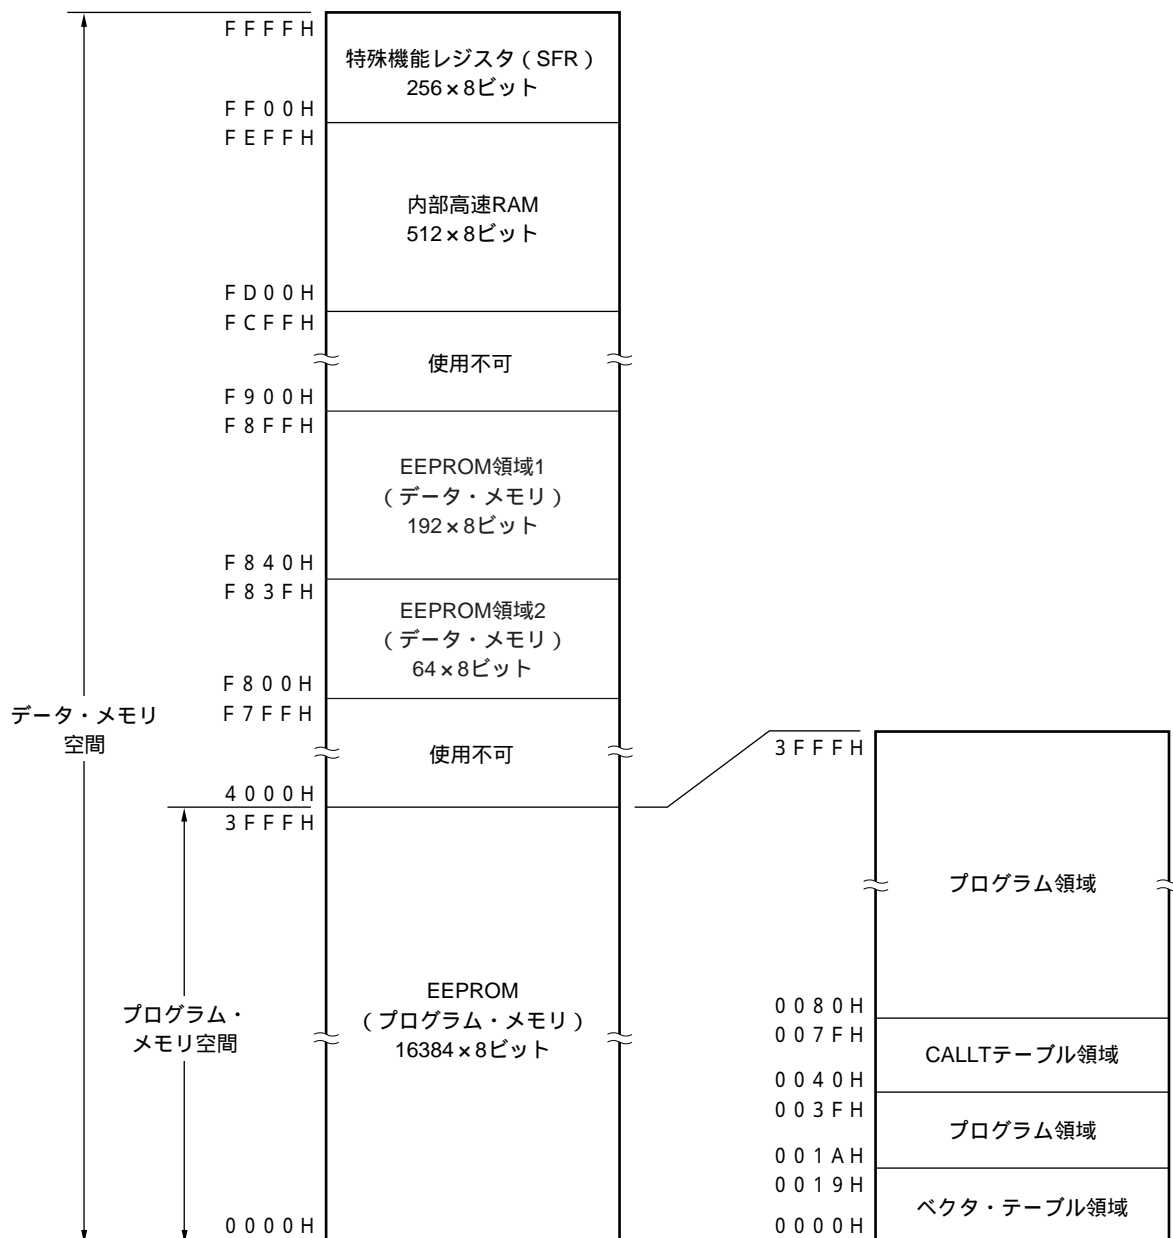 FFFFH
特殊機能レジスタ（SFR）
256×8ビット
FF00H
FEFFH
内部高速RAM
512×8ビット
FD00H
FCFFH
使用不可
F900H
F8FFH
EEPROM領域1
（データ・メモリ）
192×8ビット
F840H
F83FH
EEPROM領域2
（データ・メモリ）
64×8ビット
F800H
F7FFH
データ・メモリ
空間
使用不可
4000H
3FFFH
プログラム・
メモリ空間
EEPROM
（プログラム・メモリ）
16384×8ビット
0000H
3FFFH
プログラム領域
0080H
007FH
CALLTテーブル領域
0040H
003FH
プログラム領域
001AH
0019H
ベクタ・テーブル領域
0000H